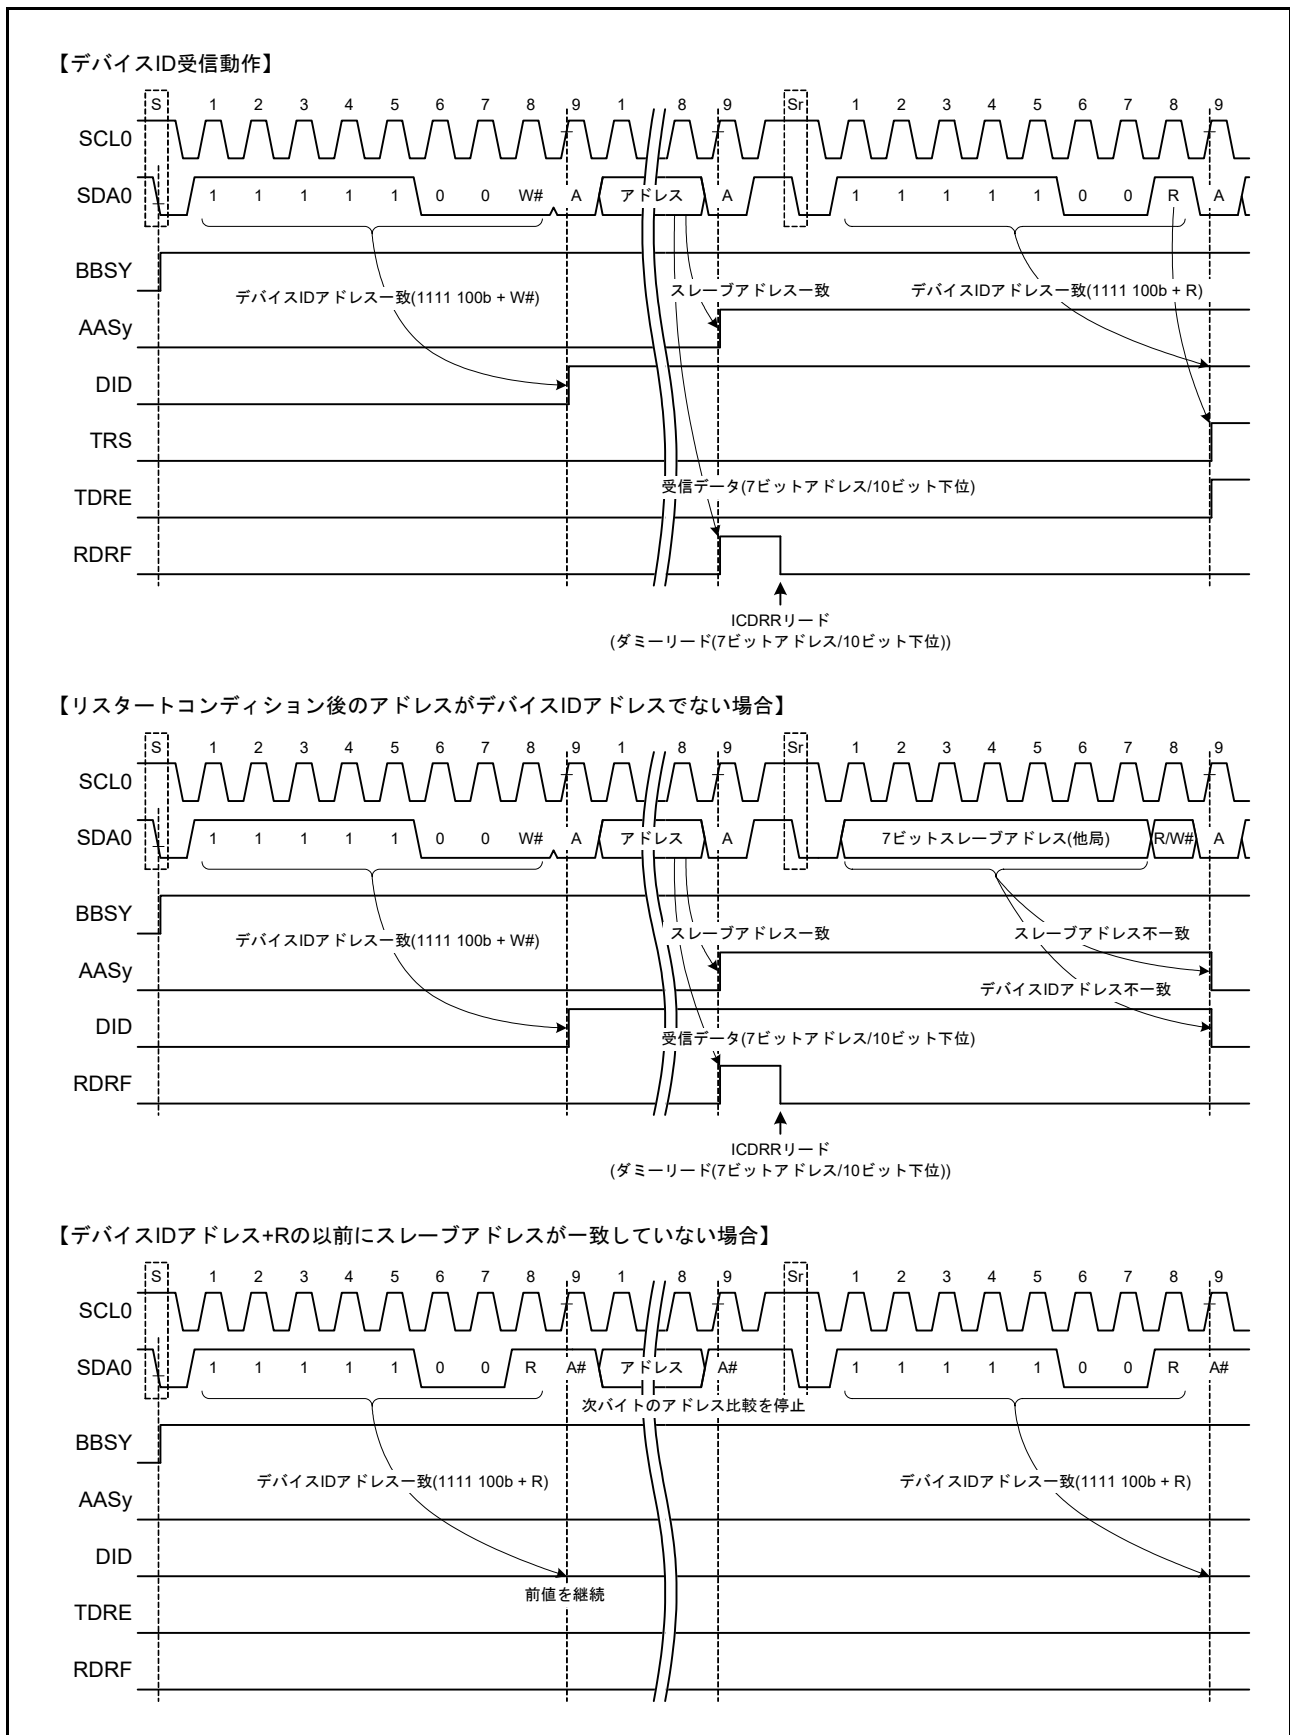 【デバイスID受信動作】
S 1 2 3 4 5 6 7 8 9 1 8 9 Sr 1 2 3 4 5 6 7 8 9
SCL0
SDA0 1 1 1 1 1 0 0 W# A アドレス A 1 1 1 1 1 0 0 R A
BBSY
デバイスIDアドレス一致(1111 100b + W#) スレーブアドレス一致 デバイスIDアドレス一致(1111 100b + R)
AASy
DID
TRS
受信データ(7ビットアドレス/10ビット下位)
TDRE
RDRF
ICDRRリード
(ダミーリード(7ビットアドレス/10ビット下位))
【リスタートコンディション後のアドレスがデバイスIDアドレスでない場合】
S 1 2 3 4 5 6 7 8 9 1 8 9 Sr 1 2 3 4 5 6 7 8 9
SCL0
SDA0 1 1 1 1 1 0 0 W# A アドレス A 7ビットスレーブアドレス(他局) R/W# A
BBSY
デバイスIDアドレス一致(1111 100b + W#) スレーブアドレス一致 スレーブアドレス不一致
AASy
デバイスIDアドレス不一致
DID
受信データ(7ビットアドレス/10ビット下位)
RDRF
ICDRRリード
(ダミーリード(7ビットアドレス/10ビット下位))
【デバイスIDアドレス+Rの以前にスレーブアドレスが一致していない場合】
S 1 2 3 4 5 6 7 8 9 1 8 9 Sr 1 2 3 4 5 6 7 8 9
SCL0
SDA0 1 1 1 1 1 0 0 R A# アドレス A# 1 1 1 1 1 0 0 R A#
次バイトのアドレス比較を停止
BBSY
デバイスIDアドレス一致(1111 100b + R) デバイスIDアドレス一致(1111 100b + R)
AASy
DID
前値を継続
TDRE
RDRF